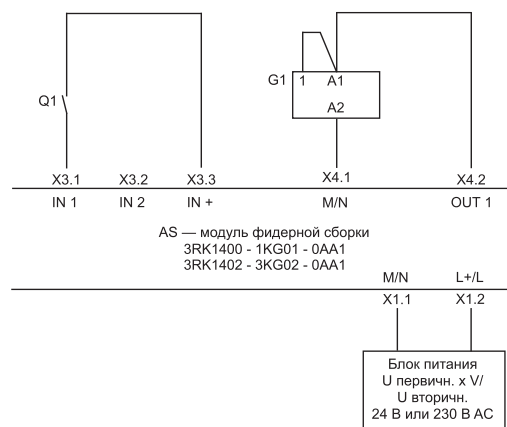 G1
1
A1
A2
Q1
X3.1
X3.2
X3.3
X4.1
X4.2
IN 1
IN 2
IN +
M/N
OUT 1
AS — модуль фидерной сборки
3RK1400 - 1KG01 - 0AA1
3RK1402 - 3KG02 - 0AA1
M/N
L+/L
X1.1
X1.2
Блок питания
U первичн. x V/
U вторичн.
24 В или 230 В AC